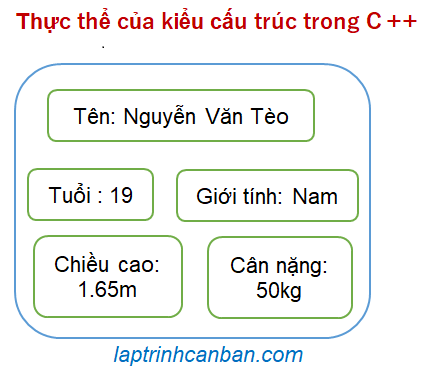 Thực thể của kiểu cấu trúc trong C ++
Tên: Nguyễn Văn Tèo
Tuổi : 19
Giới tính: Nam
Chiều cao:
1.65m
Cân nặng:
50kg
laptrinhcanban.com